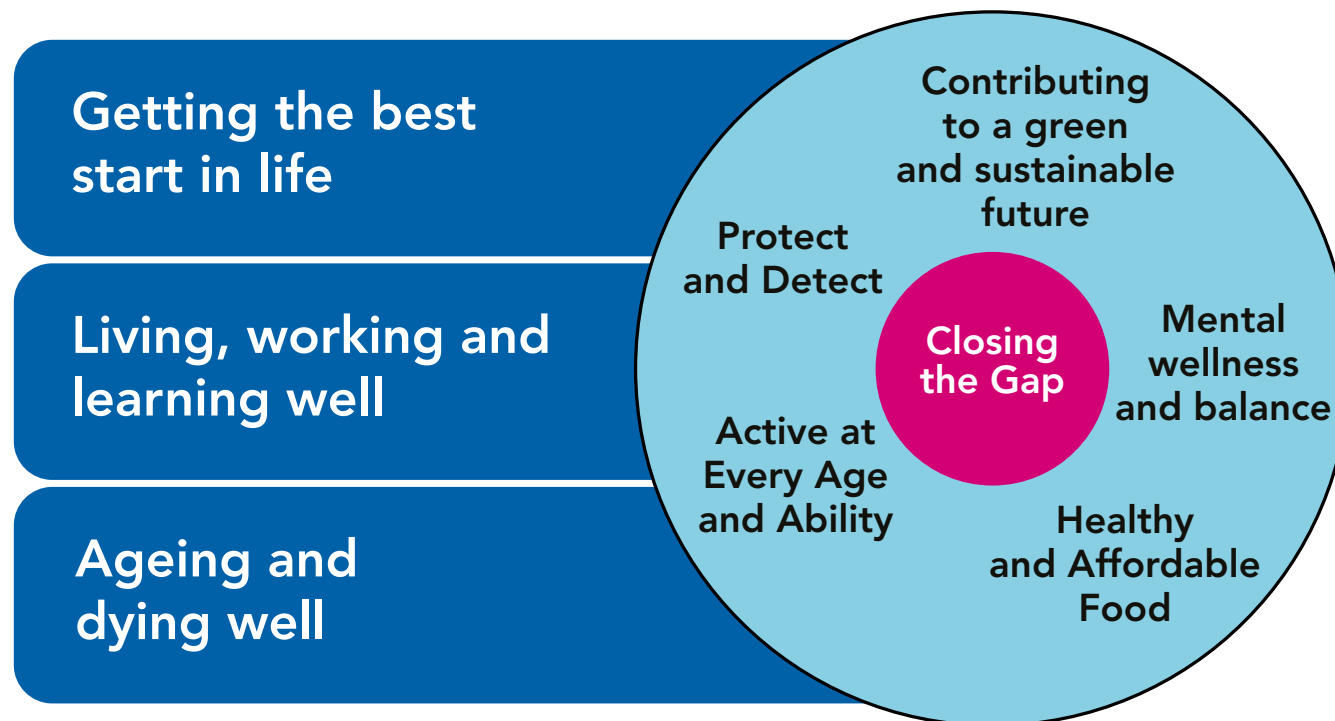 Getting the best
start in life
Living, working and
learning well
Ageing and
dying well
Contributing
to a green
and sustainable
future
Protect
and Detect
Closing
the Gap
Mental
wellness
and balance
Active at
Every Age
and Ability
Healthy
and Affordable
Food